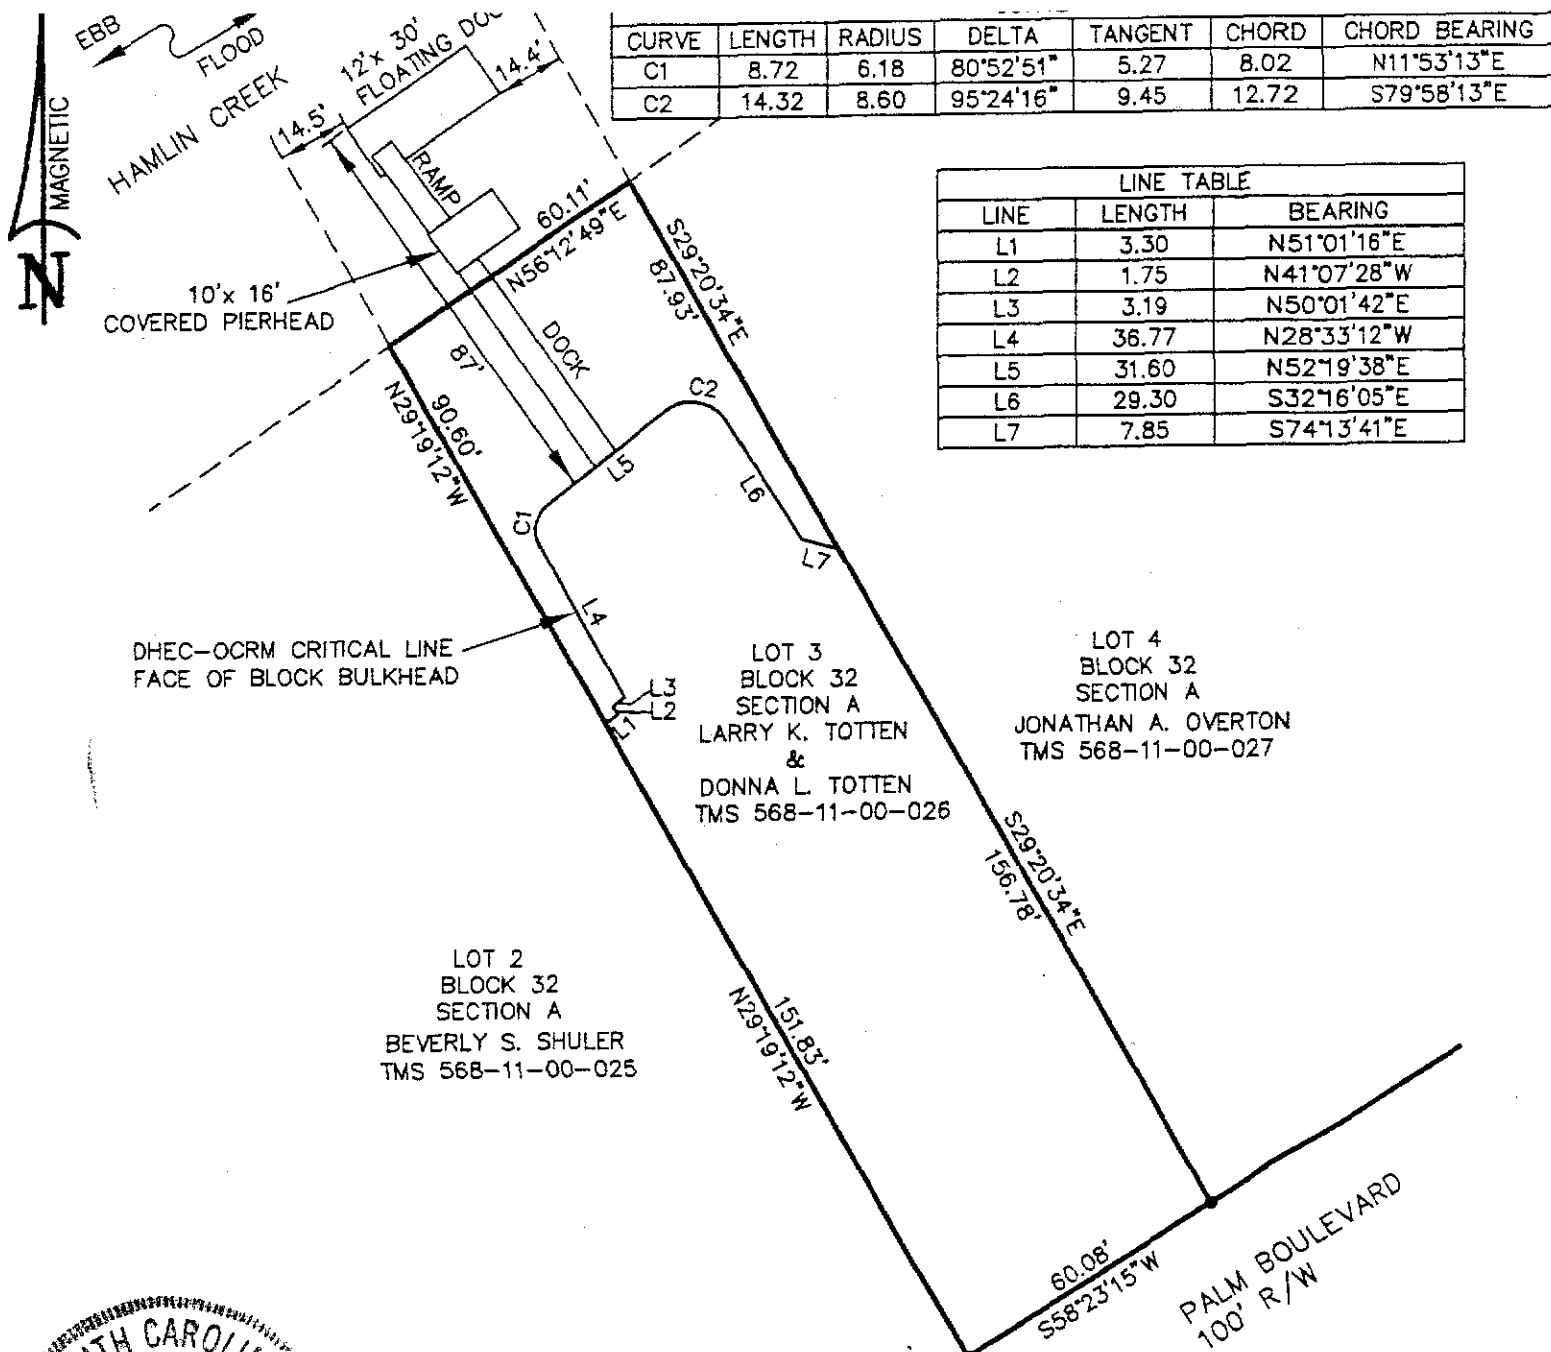 CURVE LENGTH RADIUS DELTA TANGENT CHORD CHORD BEARING
C1 8.72 6.18 80°52'51" 5.27 8.02 N11°53'13"E
C2 14.32 8.60 95°24'16" 9.45 12.72 S79°58'13"E
LINE TABLE
LINE LENGTH BEARING
L1 3.30 N51°01'16"E
L2 1.75 N41°07'28"W
L3 3.19 N50°01'42"E
L4 36.77 N28°33'12"W
L5 31.60 N52°19'38"E
L6 29.30 S32°16'05"E
L7 7.85 S74°13'41"E
EBB
FLOOD
HAMLIN CREEK
MAGNETIC
N
12'x 30'
FLOATING DOC
14.5'
14.4'
RAMP
60.11'
N56°12'49"E
S29°20'34"E
87.93'
10'x 16'
COVERED PIERHEAD
87'
DOCK
90.60'
N29°19'12"W
C2
L5
L6
C1
L7
L4
DHEC-OCRM CRITICAL LINE
FACE OF BLOCK BULKHEAD
L3
L2
L1
LOT 3
BLOCK 32
SECTION A
LARRY K. TOTTEN
&
DONNA L. TOTTEN
TMS 568-11-00-026
LOT 4
BLOCK 32
SECTION A
JONATHAN A. OVERTON
TMS 568-11-00-027
S29°20'34"E
156.78'
LOT 2
BLOCK 32
SECTION A
BEVERLY S. SHULER
TMS 568-11-00-025
151.83'
N29°19'12"W
60.08'
S58°23'15"W
PALM BOULEVARD
100' R/W
TH CAROLI